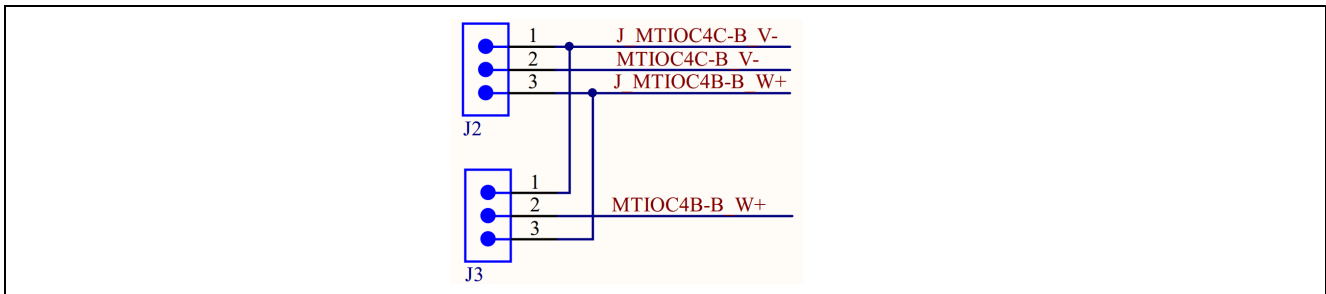 1 J_MTIOC4C-B_V-
2 MTIOC4C-B_V-
3 J_MTIOC4B-B_W+
J2
1
2 MTIOC4B-B_W+
3
J3